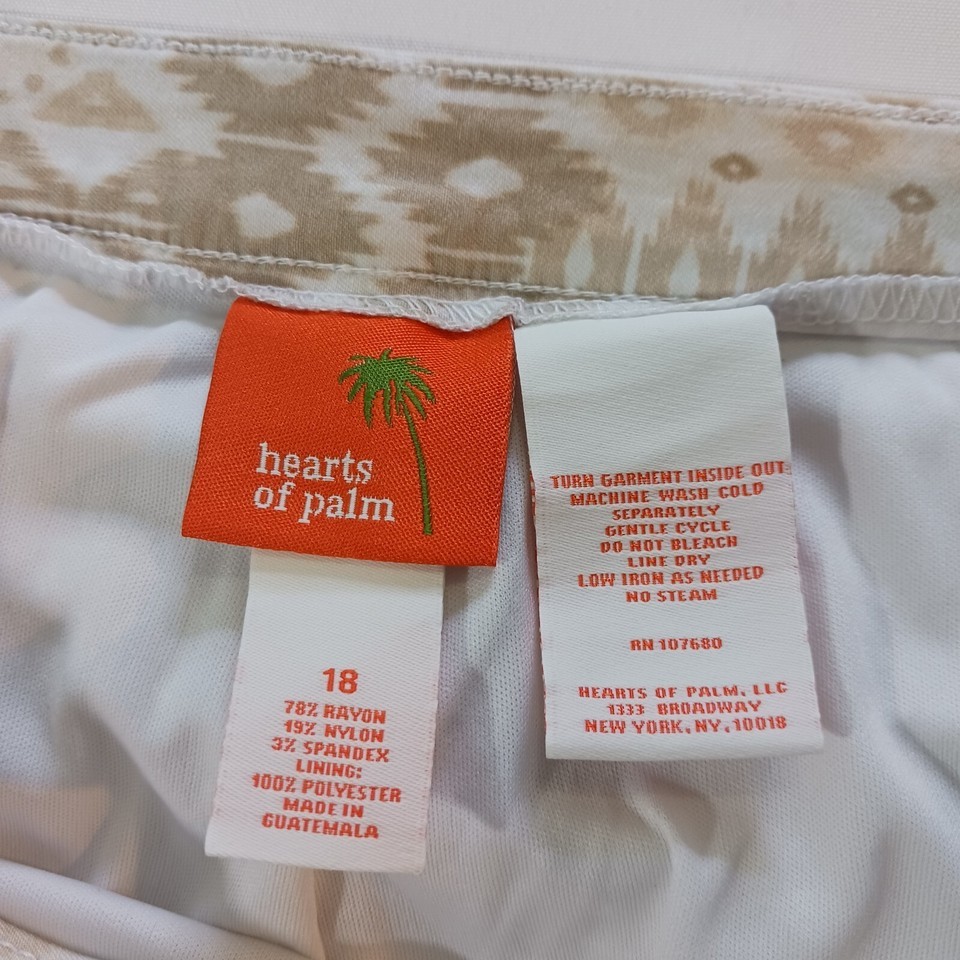 hearts
of palm
18
78% RAYON
19% NYLON
3% SPANDEX
LINING:
100% POLYESTER
MADE IN
GUATEMALA
TURN GARMENT INSIDE OUT
MACHINE WASH COLD
SEPARATELY
GENTLE CYCLE
DO NOT BLEACH
LINE DRY
LOW IRON AS NEEDED
NO STEAM
RN 107680
HEARTS OF PALM, LLC
1333 BROADWAY
NEW YORK, NY, 10018